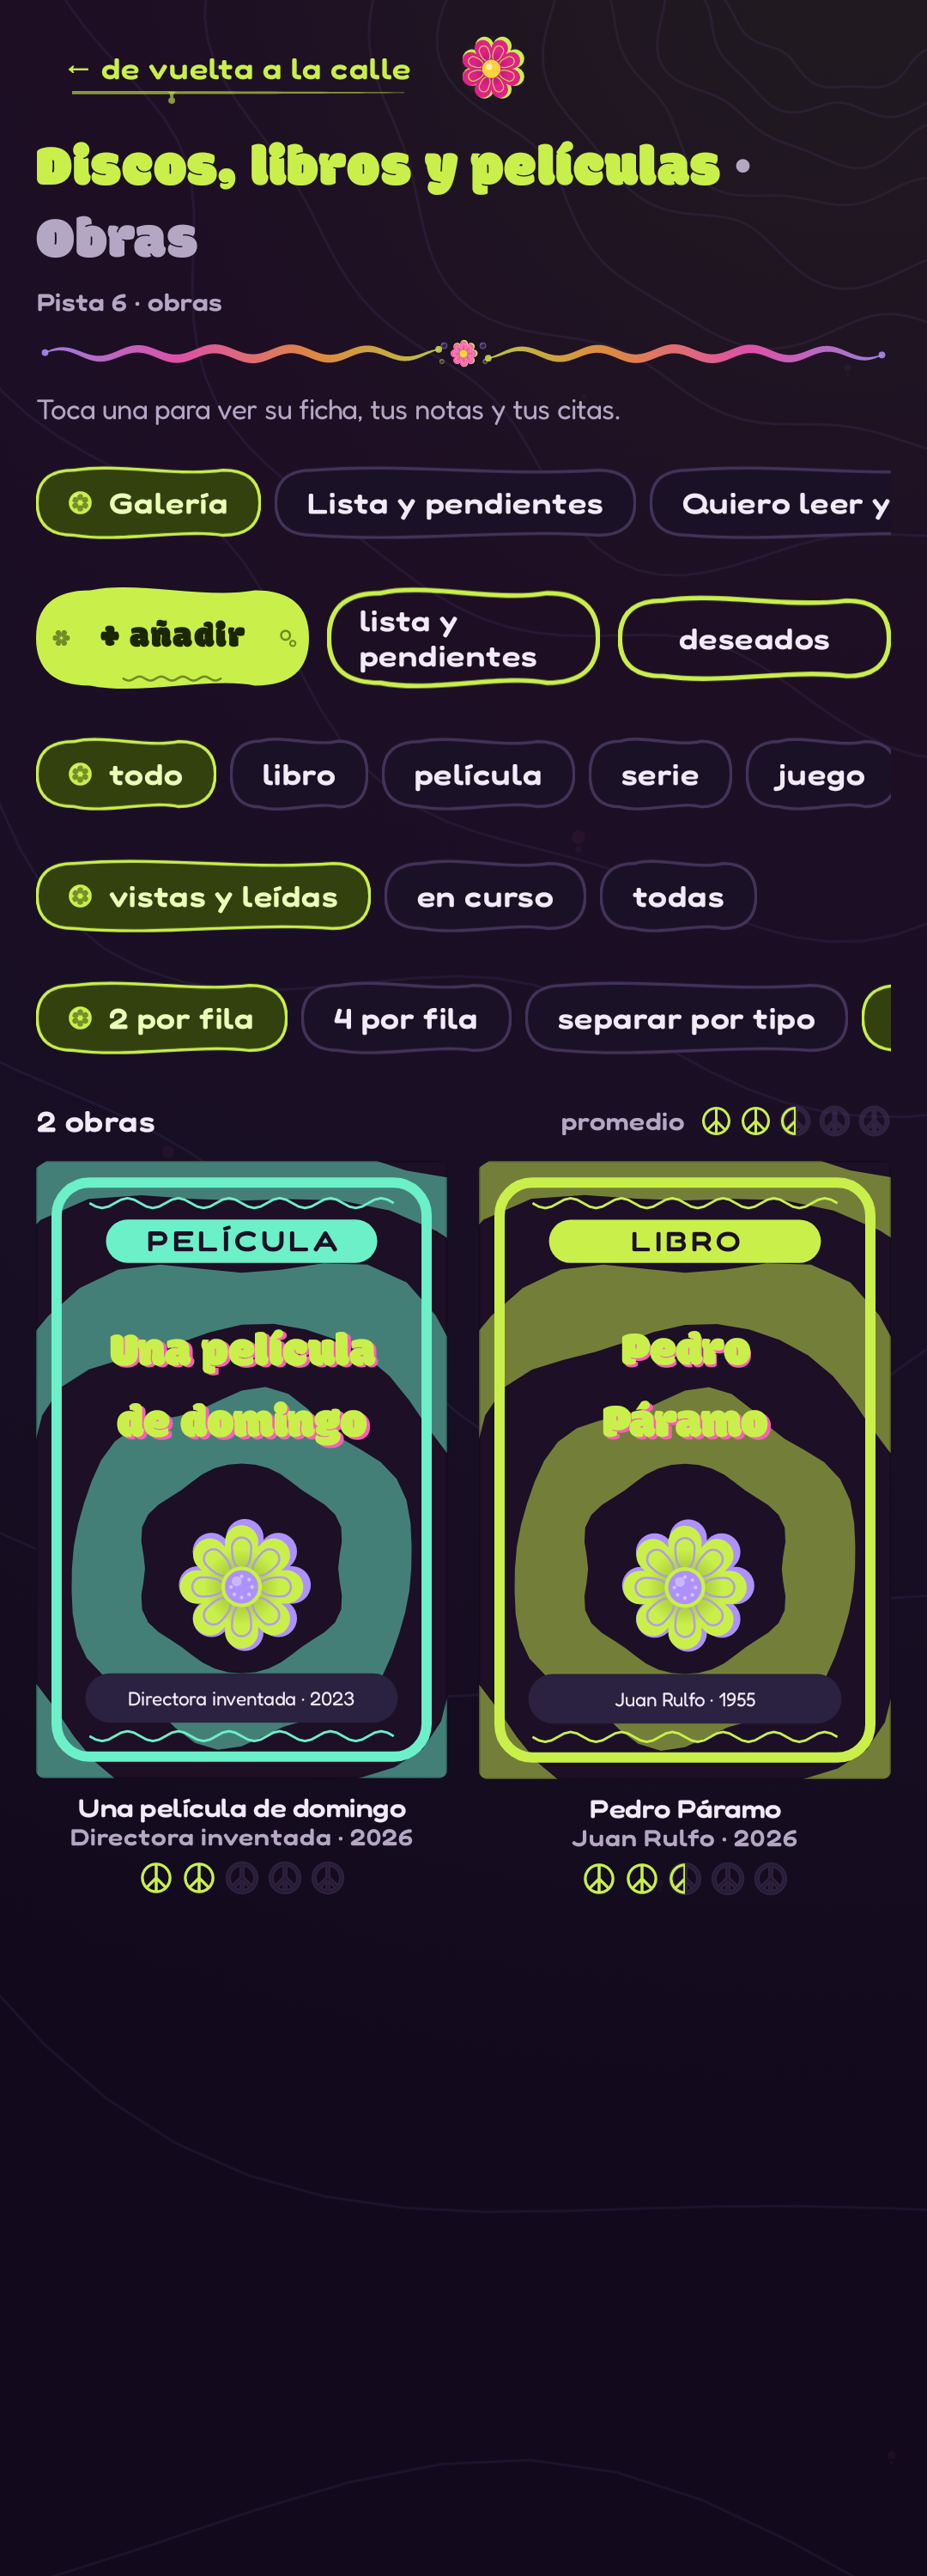 ← de vuelta a la calle
Discos, libros y películas ·
Obras
Pista 6 · obras
Toca una para ver su ficha, tus notas y tus citas.
Galería
Lista y pendientes
Quiero leer y
+ añadir
lista y
pendientes
deseados
todo
libro
película
serie
juego
vistas y leídas
en curso
todas
2 por fila
4 por fila
separar por tipo
2 obras
promedio
PELÍCULA
Una película
de domingo
Directora inventada · 2023
Una película de domingo
Directora inventada · 2026
LIBRO
Pedro
Páramo
Juan Rulfo · 1955
Pedro Páramo
Juan Rulfo · 2026